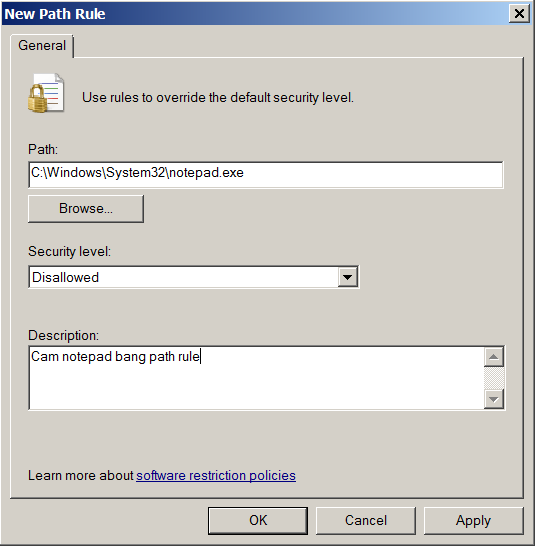 New Path Rule
General
Use rules to override the default security level.
Path:
C:\Windows\System32\notepad.exe
Browse...
Security level:
Disallowed
Description:
Cam notepad bang path rule
Learn more about software restriction policies
OK
Cancel
Apply